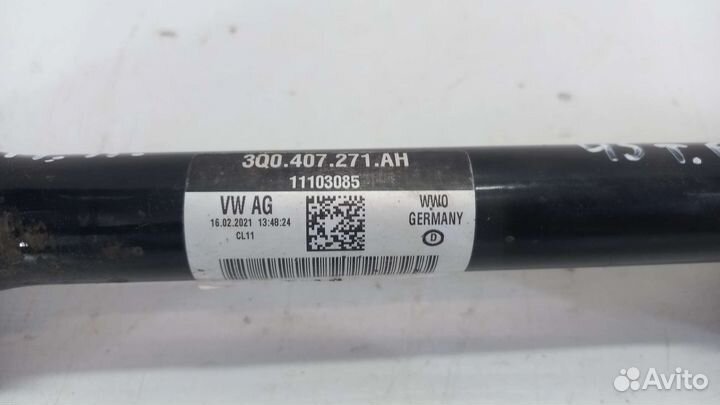 3Q0.407.271.AH
11103085
VW AG
16.02.2021 13:48:24
CL11
WWO
GERMANY
D
Avito